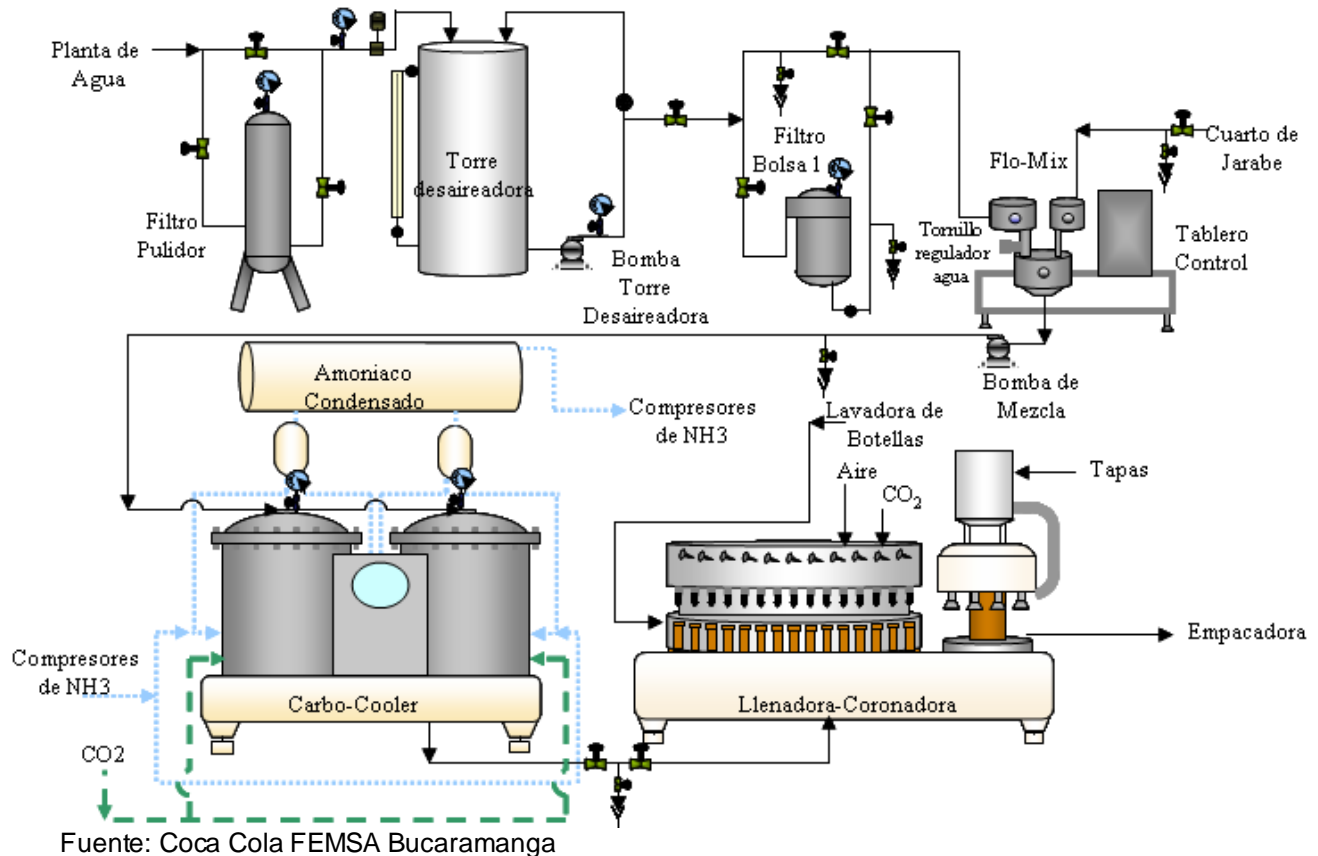 Planta de
Agua
Filtro
Pulidor
Torre
desaireadora
Bomba
Torre
Desaireadora
Filtro
Bolsa 1
Flo-Mix
Cuarto de
Jarabe
Tornillo
regulador
agua
Tablero
Control
Bomba de
Mezcla
Amoniaco
Condensado
Compresores
de NH3
Lavadora de
Botellas
Aire
CO2
Tapas
Empacadora
Compresores
de NH3
Carbo-Cooler
Llenadora-Coronadora
CO2
Fuente: Coca Cola FEMSA Bucaramanga